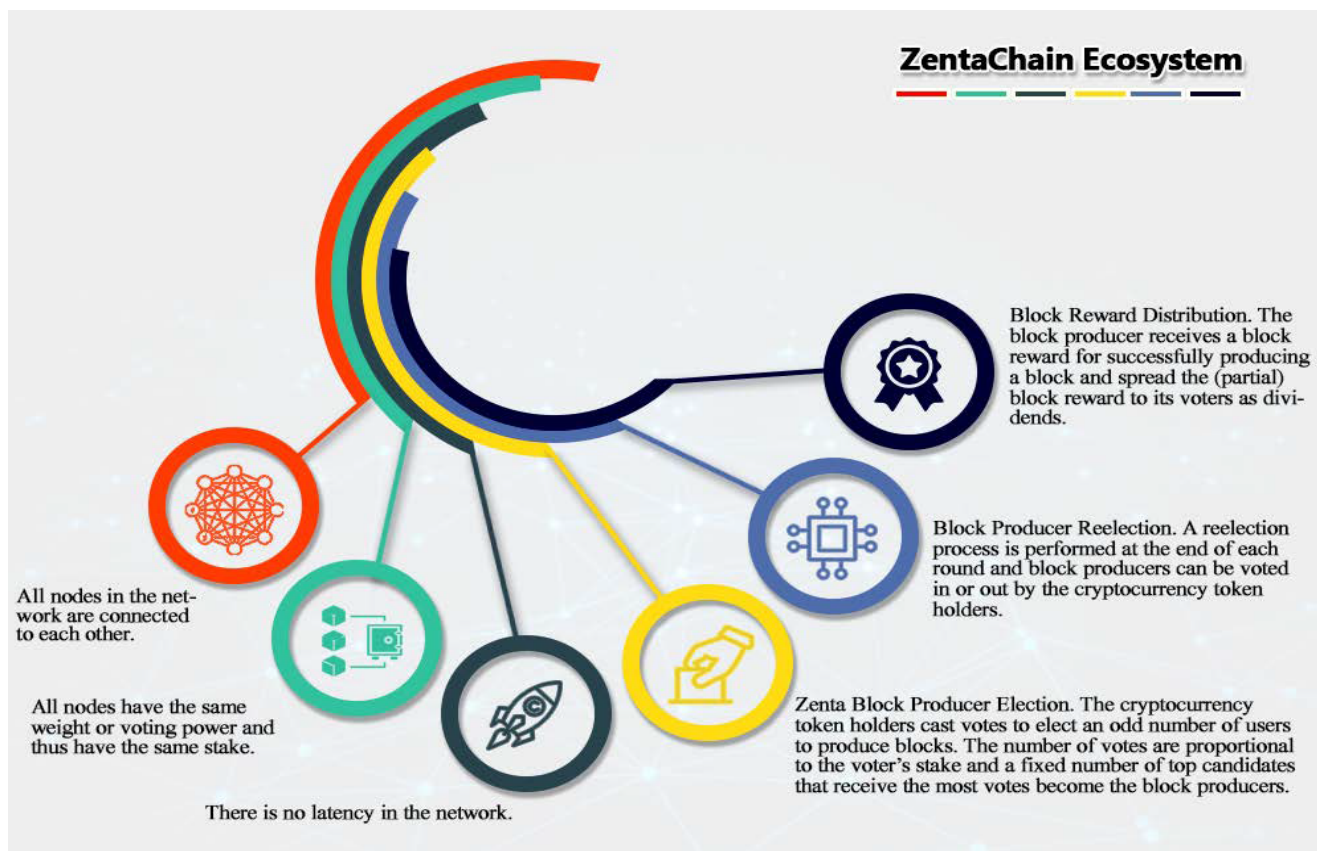 ZentaChain Ecosystem
Block Reward Distribution. The
block producer receives a block
reward for successfully producing
a block and spread the (partial)
block reward to its voters as divi-
dends.
Block Producer Reelection. A reelection
process is performed at the end of each
round and block producers can be voted
in or out by the cryptocurrency token
holders.
All nodes in the net-
work are connected
to each other.
All nodes have the same
weight or voting power and
thus have the same stake.
Zenta Block Producer Election. The cryptocurrency
token holders cast votes to elect an odd number of users
to produce blocks. The number of votes are proportional
to the voter's stake and a fixed number of top candidates
that receive the most votes become the block producers.
There is no latency in the network.